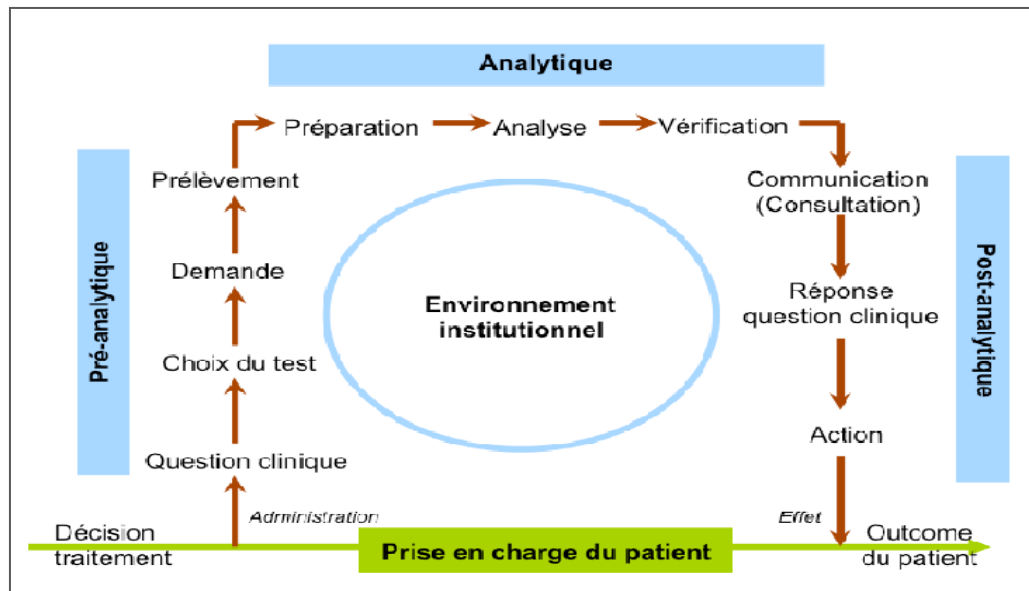 Analytique
Préparation
Analyse
Vérification
Prélèvement
Demande
Choix du test
Question clinique
Pré-analytique
Environnement
institutionnel
Communication
(Consultation)
Réponse
question clinique
Action
Post-analytique
Décision
traitement
Administration
Prise en charge du patient
Effet
Outcome
du patient